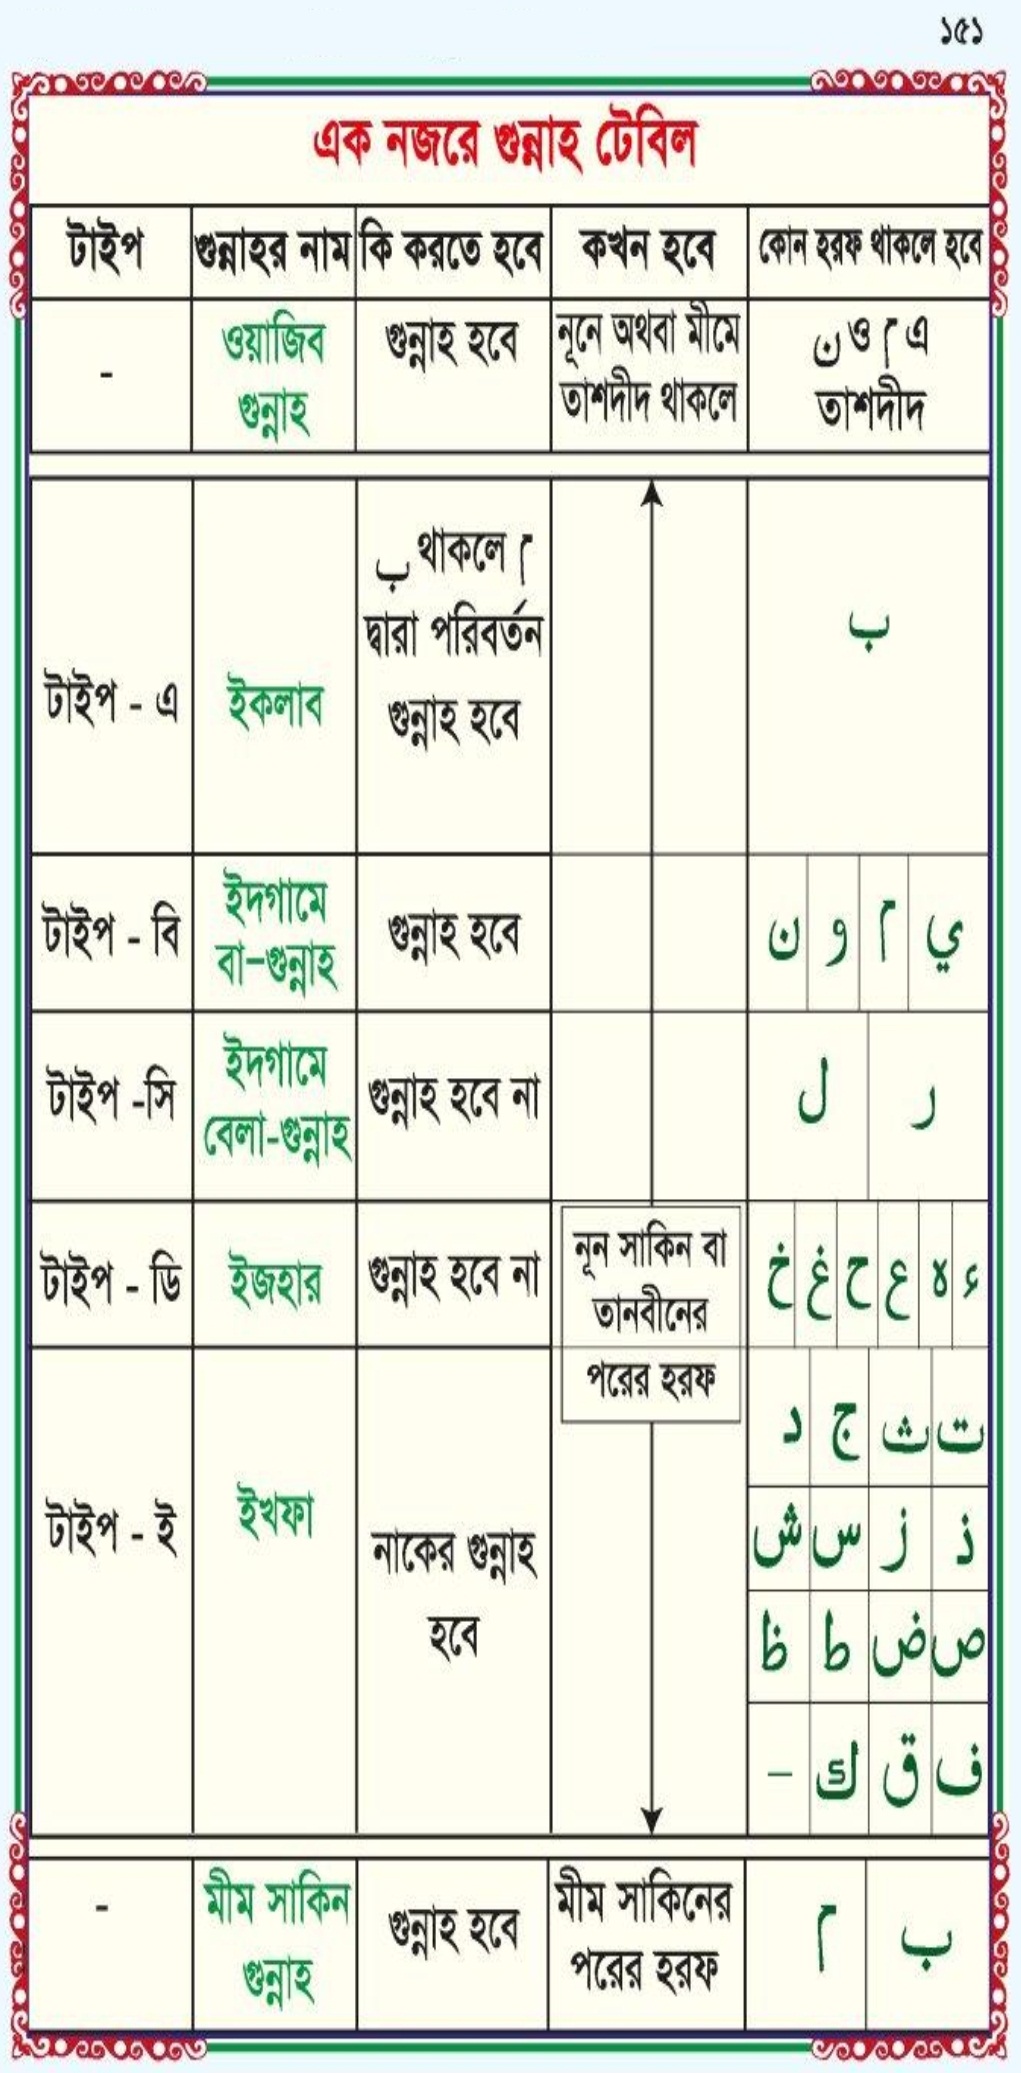 ১৫১
এক নজরে গুন্নাহ টেবিল
টাইপ গুন্নাহর নাম কি করতে হবে কখন হবে কোন হরফ থাকলে হবে
- ওয়াজিব গুন্নাহ গুন্নাহ হবে নূনে অথবা মীমে তাশদীদ থাকলে ن ও م এ তাশদীদ
টাইপ - এ ইকলাব ب থাকলে م দ্বারা পরিবর্তন গুন্নাহ হবে ب
টাইপ - বি ইদগামে বা-গুন্নাহ গুন্নাহ হবে ن و م ي
টাইপ -সি ইদগামে বেলা-গুন্নাহ গুন্নাহ হবে না ل ر
টাইপ - ডি ইজহার গুন্নাহ হবে না নূন সাকিন বা তানবীনের পরের হরফ خ غ ح ع ه ء
টাইপ - ই ইখফা নাকের গুন্নাহ হবে
د ج ث ت
ش س ز ذ
ظ ط ض ص
– ك ق ف
- মীম সাকিন গুন্নাহ গুন্নাহ হবে মীম সাকিনের পরের হরফ م ب